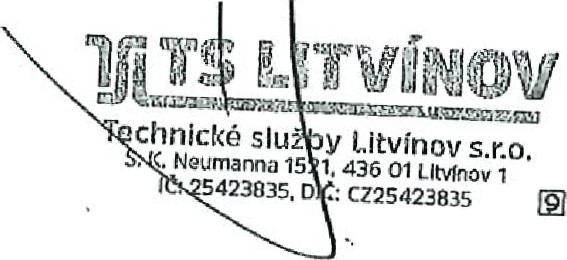 TS LITVÍNOV
Technické služby Litvínov s.r.o.
S. K. Neumanna 1521, 436 01 Litvínov 1
IČ: 25423835, DIČ: CZ25423835
9